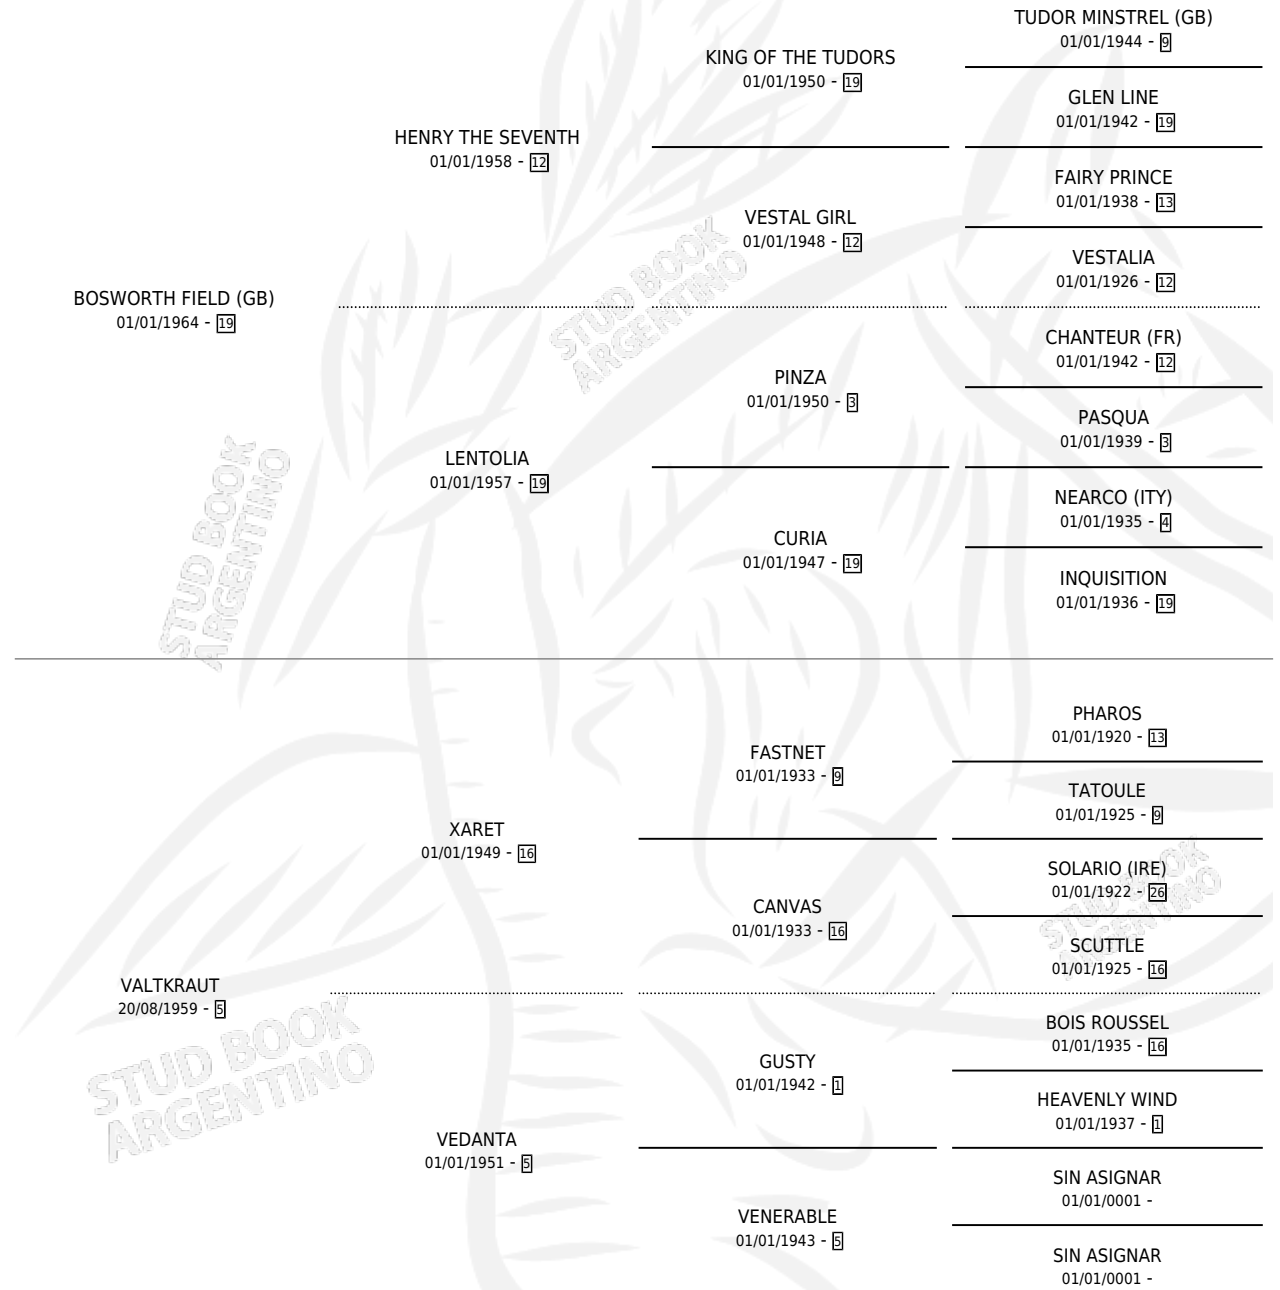 TUDOR MINSTREL (GB)
01/01/1944 - 9
KING OF THE TUDORS
01/01/1950 - 19
GLEN LINE
01/01/1942 - 19
HENRY THE SEVENTH
01/01/1958 - 12
FAIRY PRINCE
01/01/1938 - 13
VESTAL GIRL
01/01/1948 - 12
VESTALIA
01/01/1926 - 12
BOSWORTH FIELD (GB)
01/01/1964 - 19
CHANTEUR (FR)
01/01/1942 - 12
PINZA
01/01/1950 - 3
PASQUA
01/01/1939 - 3
LENTOLIA
01/01/1957 - 19
NEARCO (ITY)
01/01/1935 - 4
CURIA
01/01/1947 - 19
INQUISITION
01/01/1936 - 19
PHAROS
01/01/1920 - 13
FASTNET
01/01/1933 - 9
TATOULE
01/01/1925 - 9
XARET
01/01/1949 - 16
SOLARIO (IRE)
01/01/1922 - 26
CANVAS
01/01/1933 - 16
SCUTTLE
01/01/1925 - 16
VALTKRAUT
20/08/1959 - 5
BOIS ROUSSEL
01/01/1935 - 16
GUSTY
01/01/1942 - 1
HEAVENLY WIND
01/01/1937 - 1
VEDANTA
01/01/1951 - 5
SIN ASIGNAR
01/01/0001 -
VENERABLE
01/01/1943 - 5
SIN ASIGNAR
01/01/0001 -
STUD BOOK
ARGENTINO
STUD BOOK
ARGENTINO
STUD BOOK
ARGENTINO
STUD BOOK
ARGENTINO